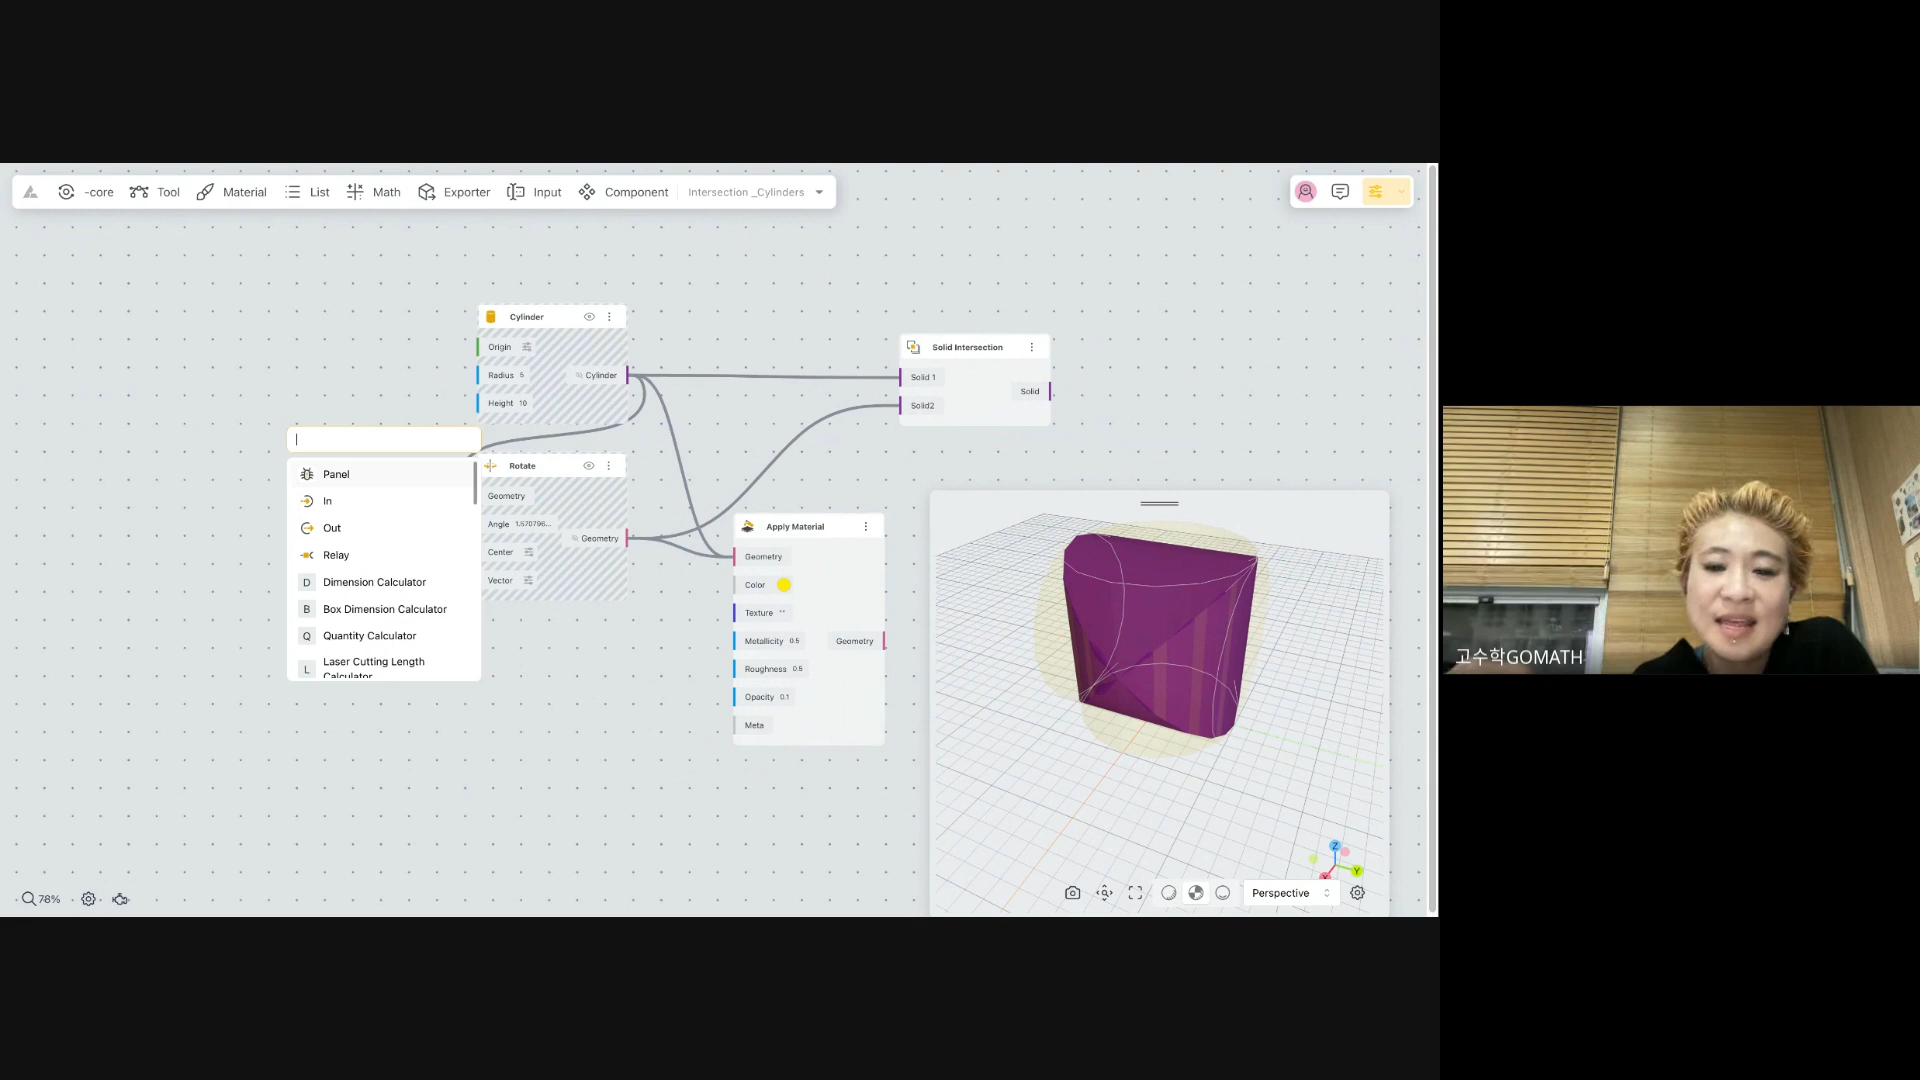 -core Tool Material List Math Exporter Input Component Intersection _Cylinders
Cylinder
Origin
Radius 5
Cylinder
Height 10
Solid Intersection
Solid 1
Solid
Solid2
Panel
In
Out
Relay
D Dimension Calculator
B Box Dimension Calculator
Q Quantity Calculator
L Laser Cutting Length
Calculator
Rotate
Geometry
Angle 1.570796...
Geometry
Center
Vector
Apply Material
Geometry
Color
Texture
Metallicity 0.5
Geometry
Roughness 0.5
Opacity 0.1
Meta
Z
Y
X
Perspective
78%
고수학GOMATH